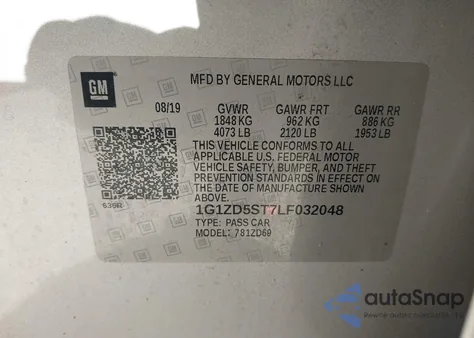 GM
MFD BY GENERAL MOTORS LLC
08/19 GVWR GAWR FRT GAWR RR
1848 KG 962 KG 886 KG
4073 LB 2120 LB 1953 LB
THIS VEHICLE CONFORMS TO ALL
APPLICABLE U.S. FEDERAL MOTOR
VEHICLE SAFETY, BUMPER, AND THEFT
PREVENTION STANDARDS IN EFFECT ON
THE DATE OF MANUFACTURE SHOWN
ABOVE.
1G1ZD5ST7LF032048
TYPE: PASS CAR
MODEL: 781ZD69
autoSnap